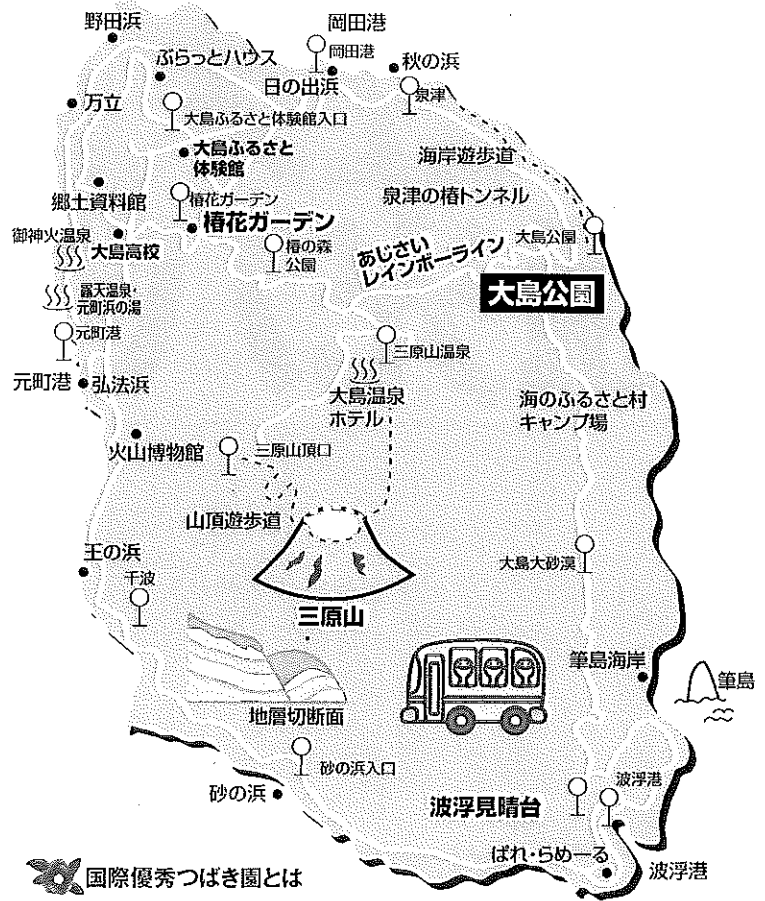 野田浜
岡田港
岡田港
ぶらっとハウス
日の出浜
秋の浜
泉津
万立
大島ふるさと体験館入口
大島ふるさと
体験館
海岸遊歩道
泉津の椿トンネル
郷土資料館
椿花ガーデン
椿花ガーデン
御神火温泉
大島高校
椿の森
公園
あじさい
レインボーライン
大島公園
大島公園
露天温泉・
元町浜の湯
元町港
三原山温泉
元町港
弘法浜
大島温泉
ホテル
海のふるさと村
キャンプ場
火山博物館
三原山頂口
山頂遊歩道
王の浜
千波
大島大砂漠
三原山
筆島海岸
筆島
地層切断面
砂の浜入口
砂の浜
波浮見晴台
波浮港
ぱれ・らめーる
波浮港
国際優秀つばき園とは